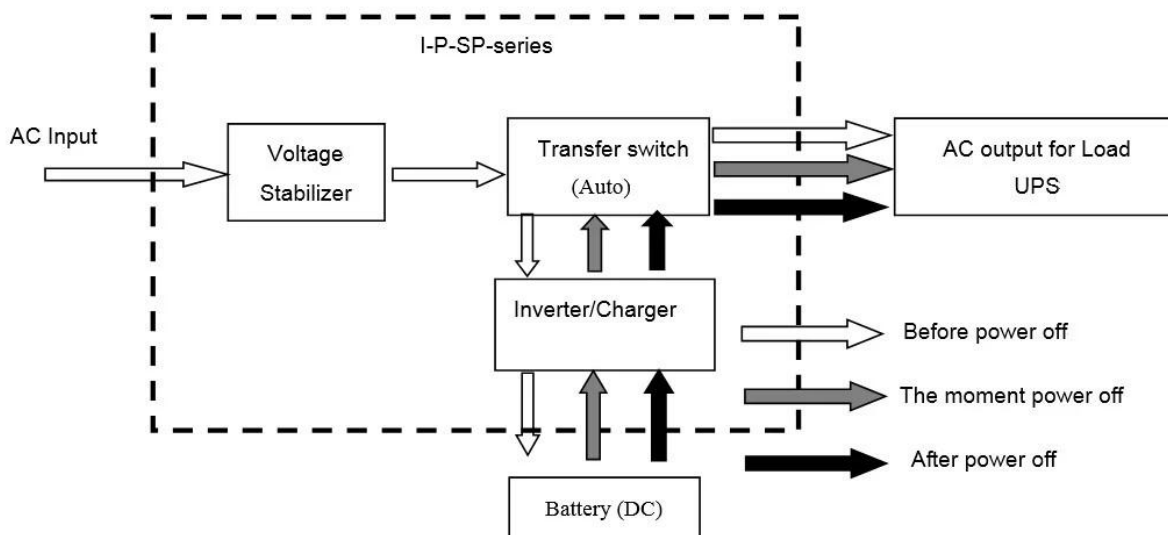 I-P-SP-series
AC Input
Voltage
Stabilizer
Transfer switch
(Auto)
AC output for Load
UPS
Inverter/Charger
Before power off
The moment power off
After power off
Battery (DC)